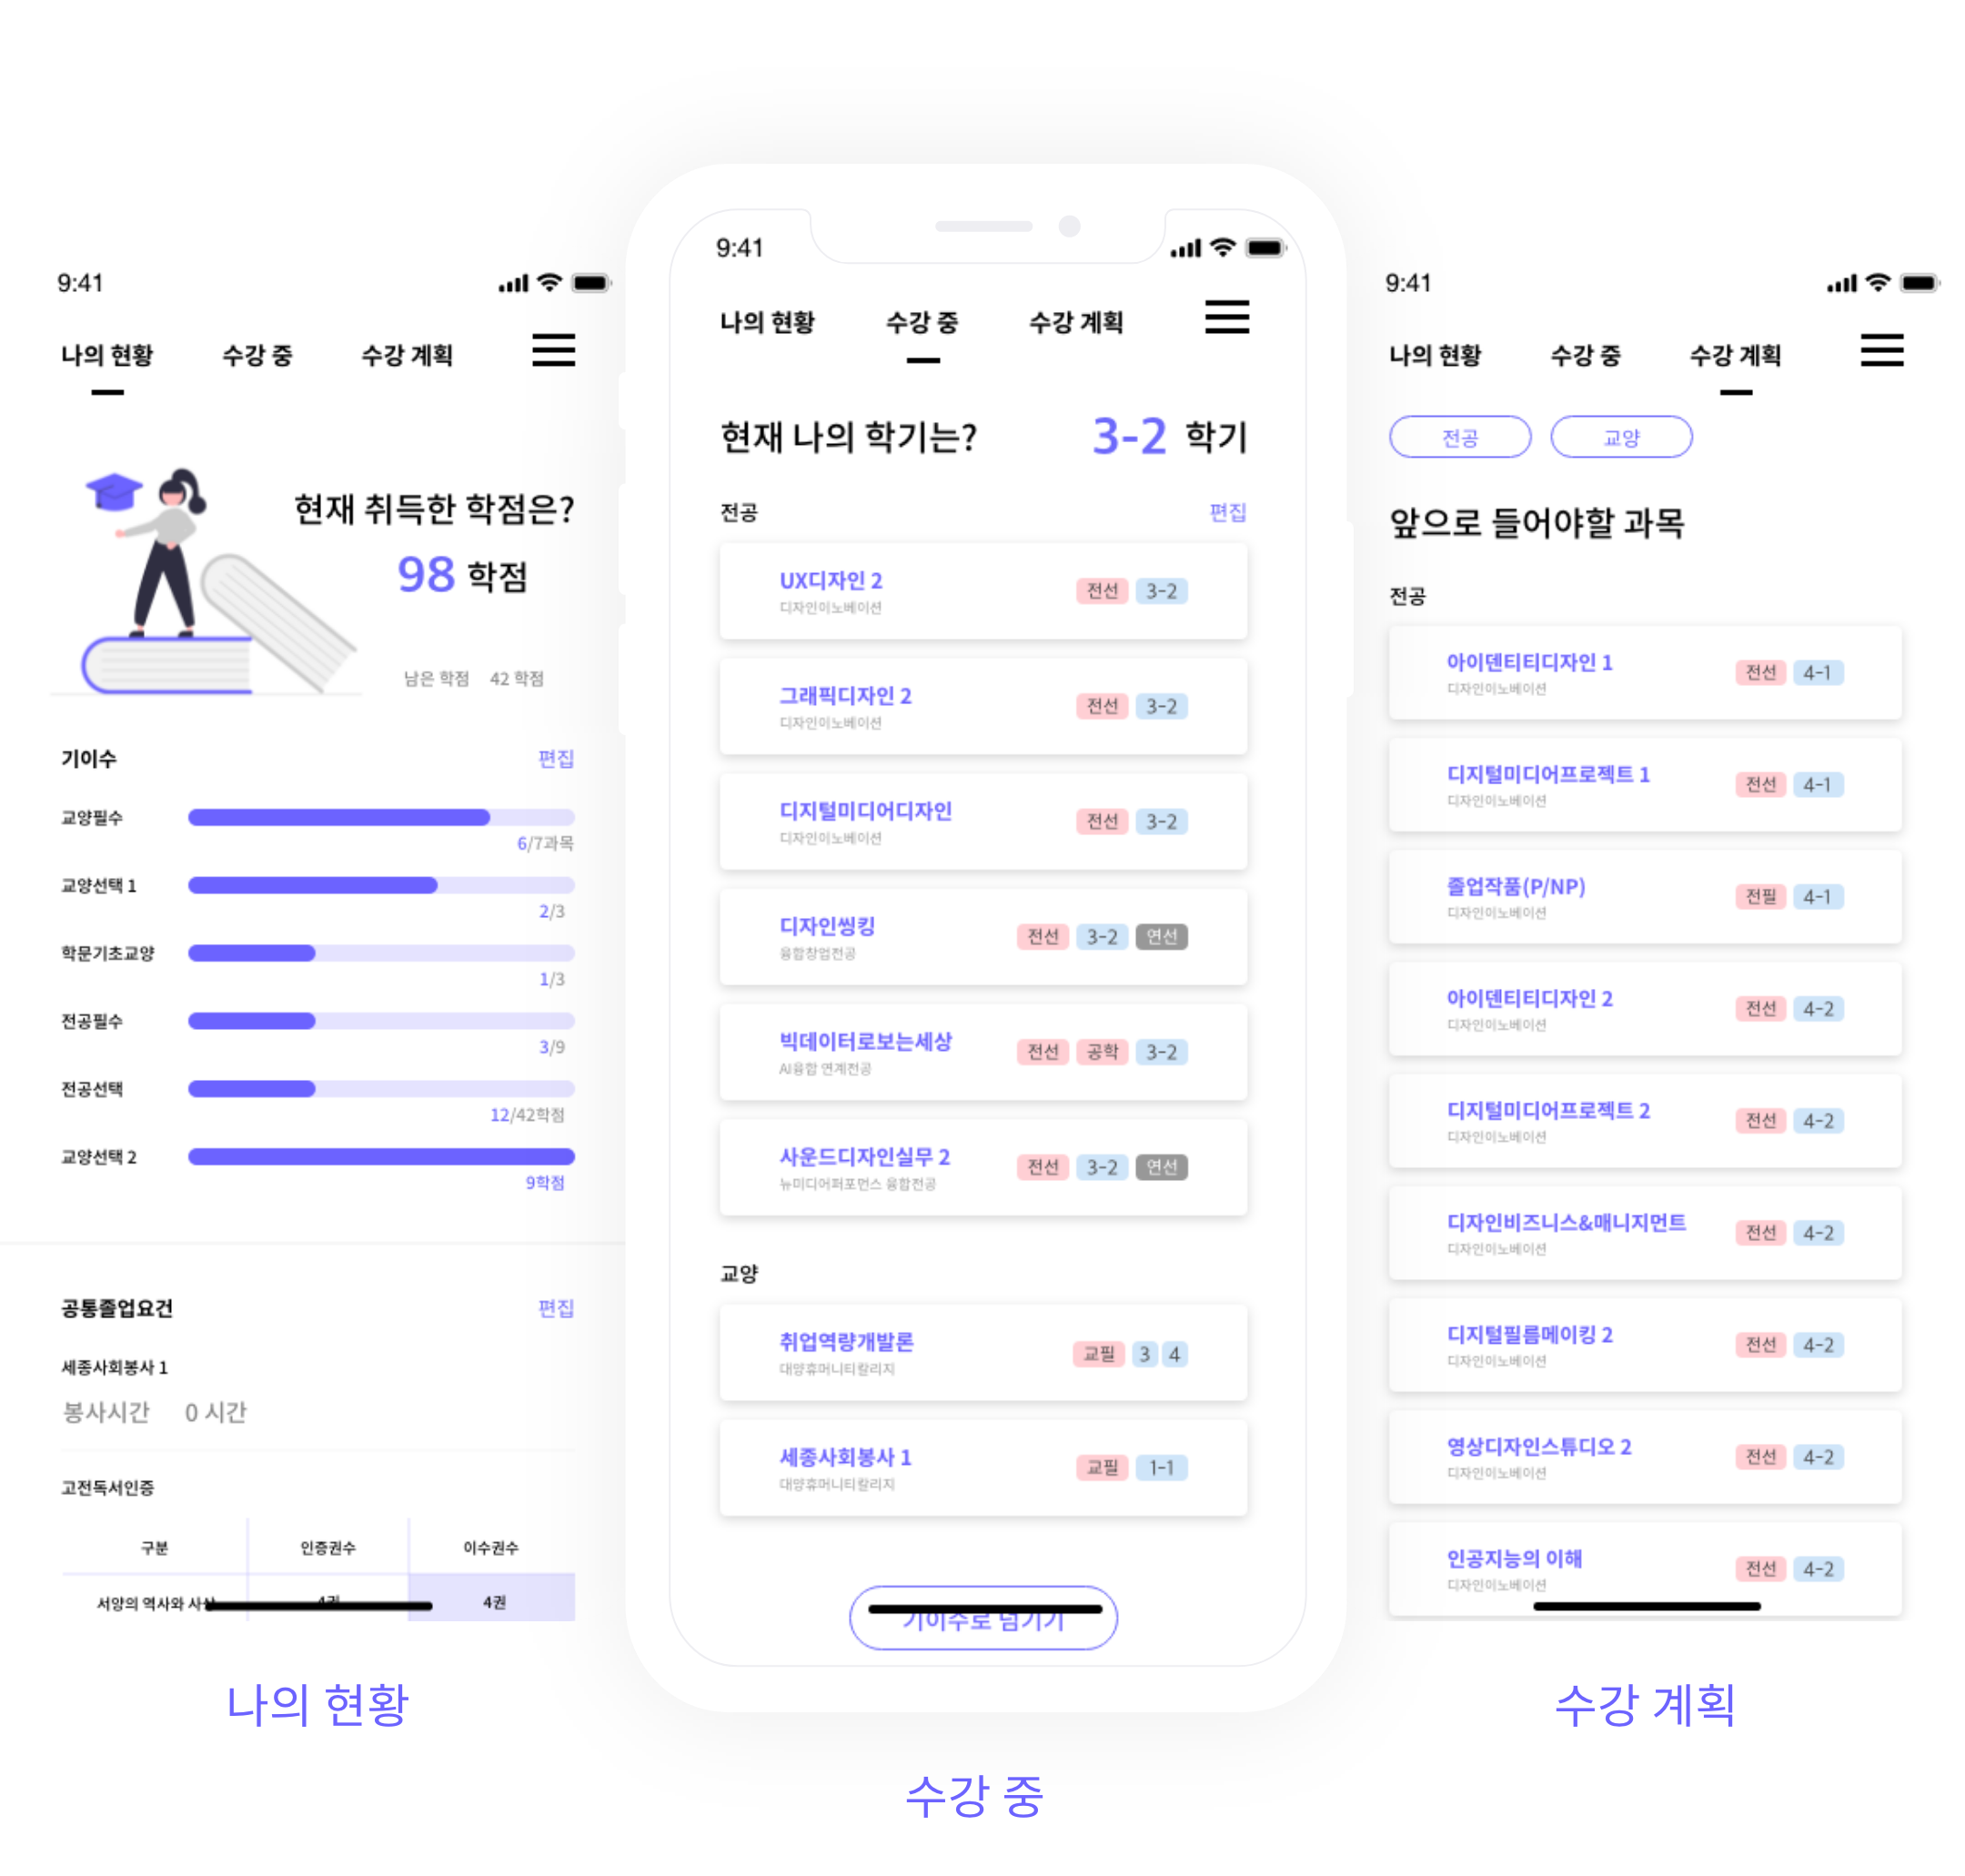 9:41
나의 현황 수강 중 수강 계획
현재 취득한 학점은?
98 학점
남은 학점 42 학점
기이수 편집
교양필수
6/7과목
교양선택 1
2/3
학문기초교양
1/3
전공필수
3/9
전공선택
12/42학점
교양선택 2
9학점
공통졸업요건 편집
세종사회봉사 1
봉사시간 0 시간
고전독서인증
구분 인증권수 이수권수
서양의 역사와 사상 4권 4권
나의 현황
9:41
나의 현황 수강 중 수강 계획
현재 나의 학기는? 3-2 학기
전공 편집
UX디자인 2 전선 3-2
디자인이노베이션
그래픽디자인 2 전선 3-2
디자인이노베이션
디지털미디어디자인 전선 3-2
디자인이노베이션
디자인씽킹 전선 3-2 연선
융합창업전공
빅데이터로보는세상 전선 공학 3-2
AI융합 연계전공
사운드디자인실무 2 전선 3-2 연선
뉴미디어퍼포먼스 융합전공
교양
취업역량개발론 교필 3 4
대양휴머니티칼리지
세종사회봉사 1 교필 1-1
대양휴머니티칼리지
기이수로 넘기기
수강 중
9:41
나의 현황 수강 중 수강 계획
전공 교양
앞으로 들어야할 과목
전공
아이덴티티디자인 1 전선 4-1
디자인이노베이션
디지털미디어프로젝트 1 전선 4-1
디자인이노베이션
졸업작품(P/NP) 전필 4-1
디자인이노베이션
아이덴티티디자인 2 전선 4-2
디자인이노베이션
디지털미디어프로젝트 2 전선 4-2
디자인이노베이션
디자인비즈니스&매니지먼트 전선 4-2
디자인이노베이션
디지털필름메이킹 2 전선 4-2
디자인이노베이션
영상디자인스튜디오 2 전선 4-2
디자인이노베이션
인공지능의 이해 전선 4-2
디자인이노베이션
수강 계획